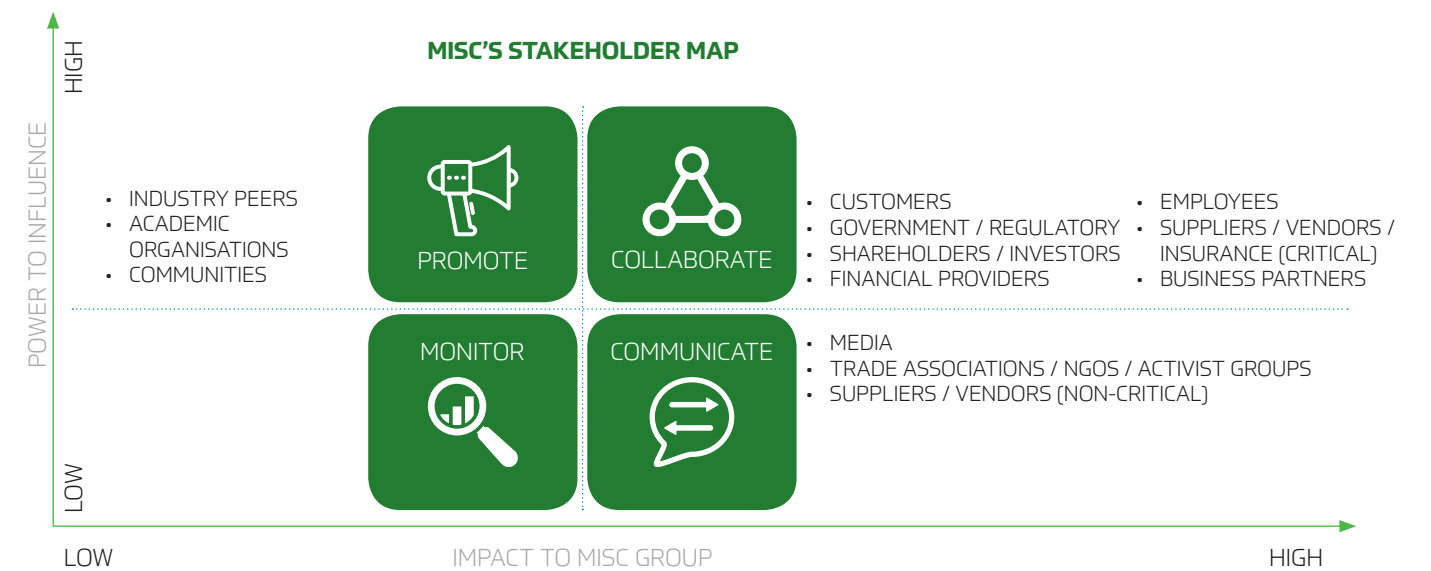 MISC'S STAKEHOLDER MAP
HIGH
POWER TO INFLUENCE
LOW
• INDUSTRY PEERS
• ACADEMIC
ORGANISATIONS
• COMMUNITIES
PROMOTE
COLLABORATE
• CUSTOMERS
• GOVERNMENT / REGULATORY
• SHAREHOLDERS / INVESTORS
• FINANCIAL PROVIDERS
• EMPLOYEES
• SUPPLIERS / VENDORS /
INSURANCE (CRITICAL)
• BUSINESS PARTNERS
MONITOR
COMMUNICATE
• MEDIA
• TRADE ASSOCIATIONS / NGOS / ACTIVIST GROUPS
• SUPPLIERS / VENDORS (NON-CRITICAL)
LOW
IMPACT TO MISC GROUP
HIGH